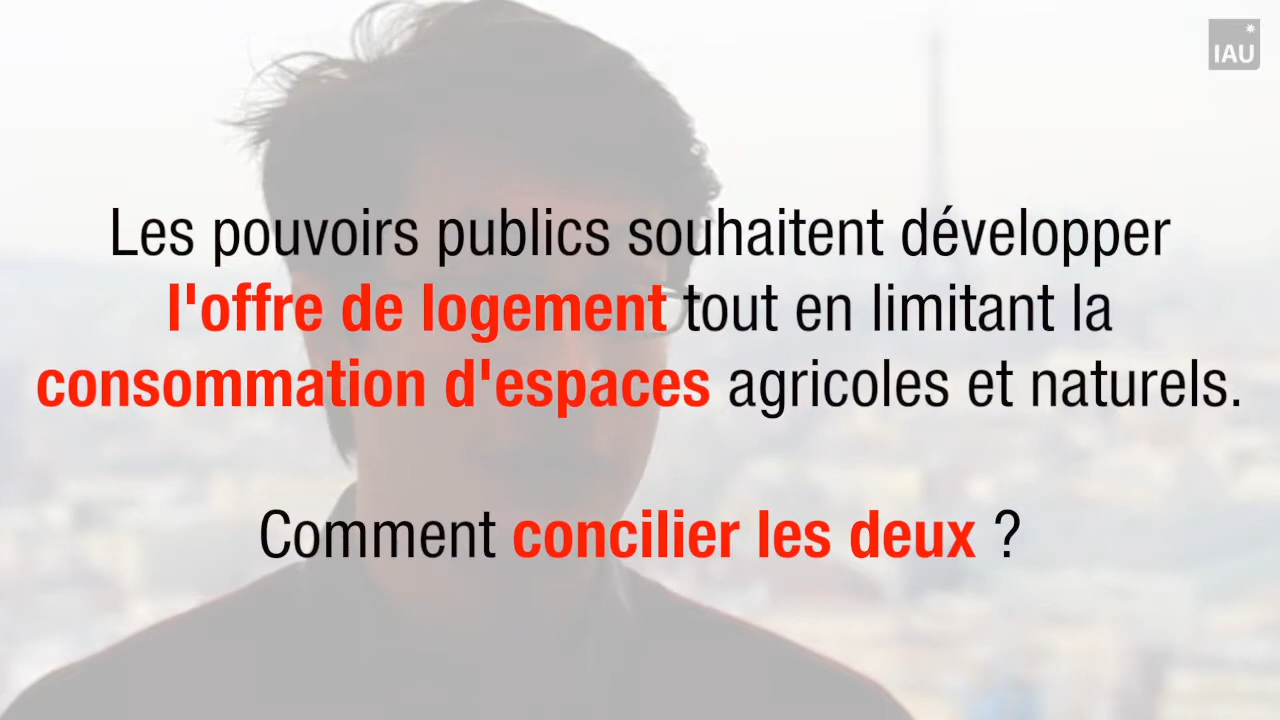 IAU
Les pouvoirs publics souhaitent développer
l'offre de logement tout en limitant la
consommation d'espaces agricoles et naturels.
Comment concilier les deux ?